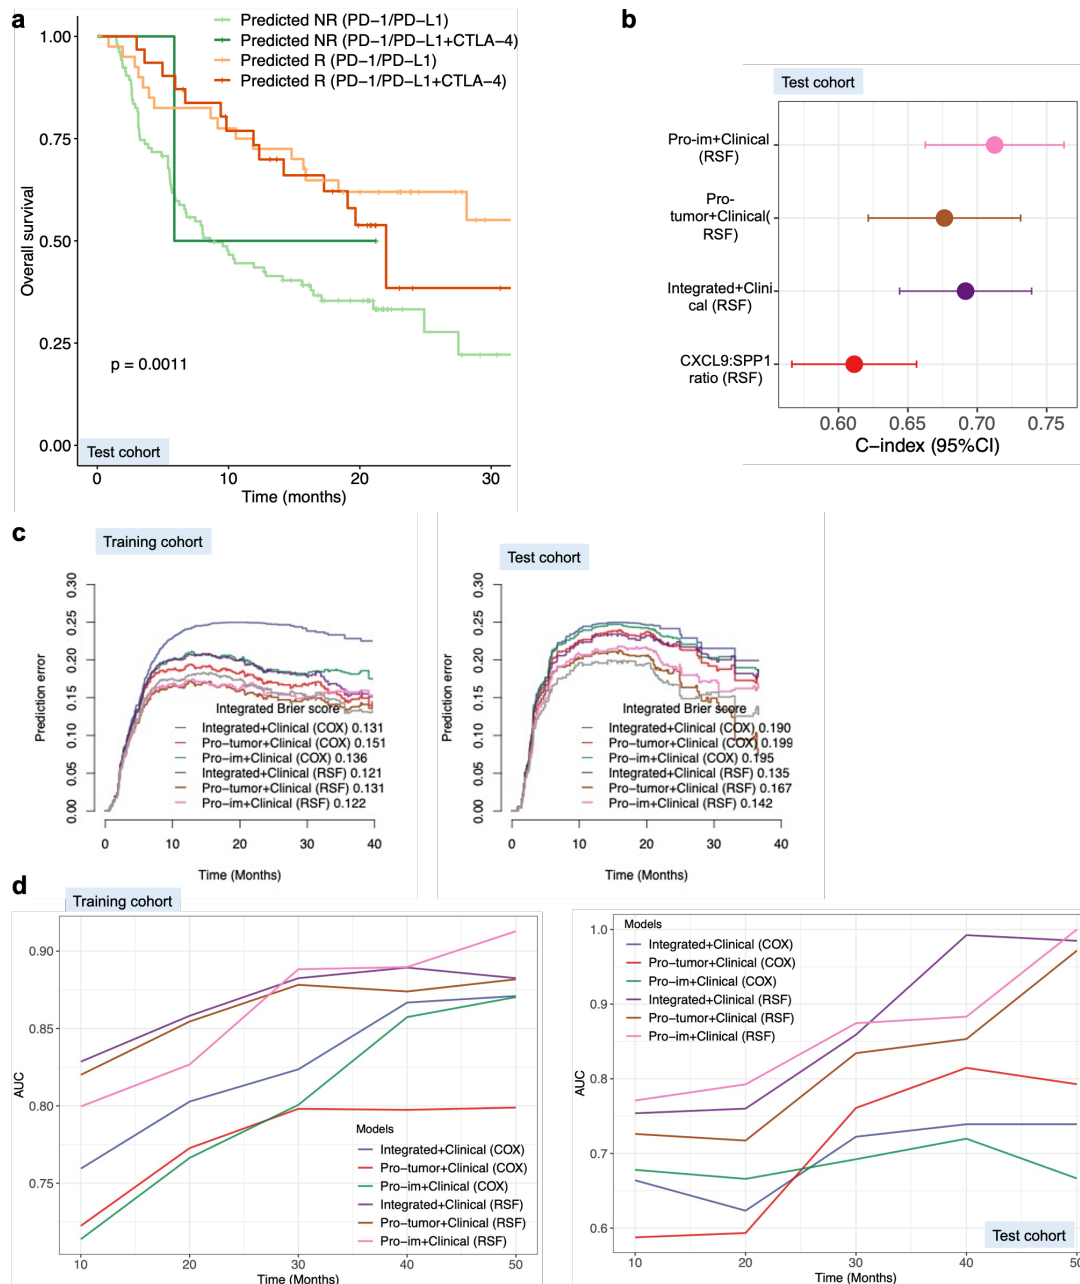 a
Predicted NR (PD−1/PD−L1)
Predicted NR (PD−1/PD−L1+CTLA−4)
Predicted R (PD−1/PD−L1)
Predicted R (PD−1/PD−L1+CTLA−4)
1.00
0.75
0.50
0.25
0.00
Overall survival
p = 0.0011
Test cohort
0 10 20 30
Time (months)
b
Test cohort
Pro-im+Clinical
(RSF)
Pro-
tumor+Clinical(
RSF)
Integrated+Clini
cal (RSF)
CXCL9:SPP1
ratio (RSF)
0.60 0.65 0.70 0.75
C−index (95%CI)
c
Training cohort
0.30
0.25
0.20
0.15
0.10
0.05
0.00
Prediction error
Integrated Brier score
Integrated+Clinical (COX) 0.131
Pro−tumor+Clinical (COX) 0.151
Pro−im+Clinical (COX) 0.136
Integrated+Clinical (RSF) 0.121
Pro−tumor+Clinical (RSF) 0.131
Pro−im+Clinical (RSF) 0.122
0 10 20 30 40
Time (Months)
Test cohort
0.30
0.25
0.20
0.15
0.10
0.05
0.00
Prediction error
Integrated Brier score
Integrated+Clinical (COX) 0.190
Pro−tumor+Clinical (COX) 0.199
Pro−im+Clinical (COX) 0.195
Integrated+Clinical (RSF) 0.135
Pro−tumor+Clinical (RSF) 0.167
Pro−im+Clinical (RSF) 0.142
0 10 20 30 40
Time (Months)
d
Training cohort
0.90
0.85
0.80
0.75
AUC
Models
Integrated+Clinical (COX)
Pro−tumor+Clinical (COX)
Pro−im+Clinical (COX)
Integrated+Clinical (RSF)
Pro−tumor+Clinical (RSF)
Pro−im+Clinical (RSF)
10 20 30 40 50
Time (Months)
Models
Integrated+Clinical (COX)
Pro−tumor+Clinical (COX)
Pro−im+Clinical (COX)
Integrated+Clinical (RSF)
Pro−tumor+Clinical (RSF)
Pro−im+Clinical (RSF)
1.0
0.9
0.8
0.7
0.6
AUC
Test cohort
10 20 30 40 50
Time (Months)